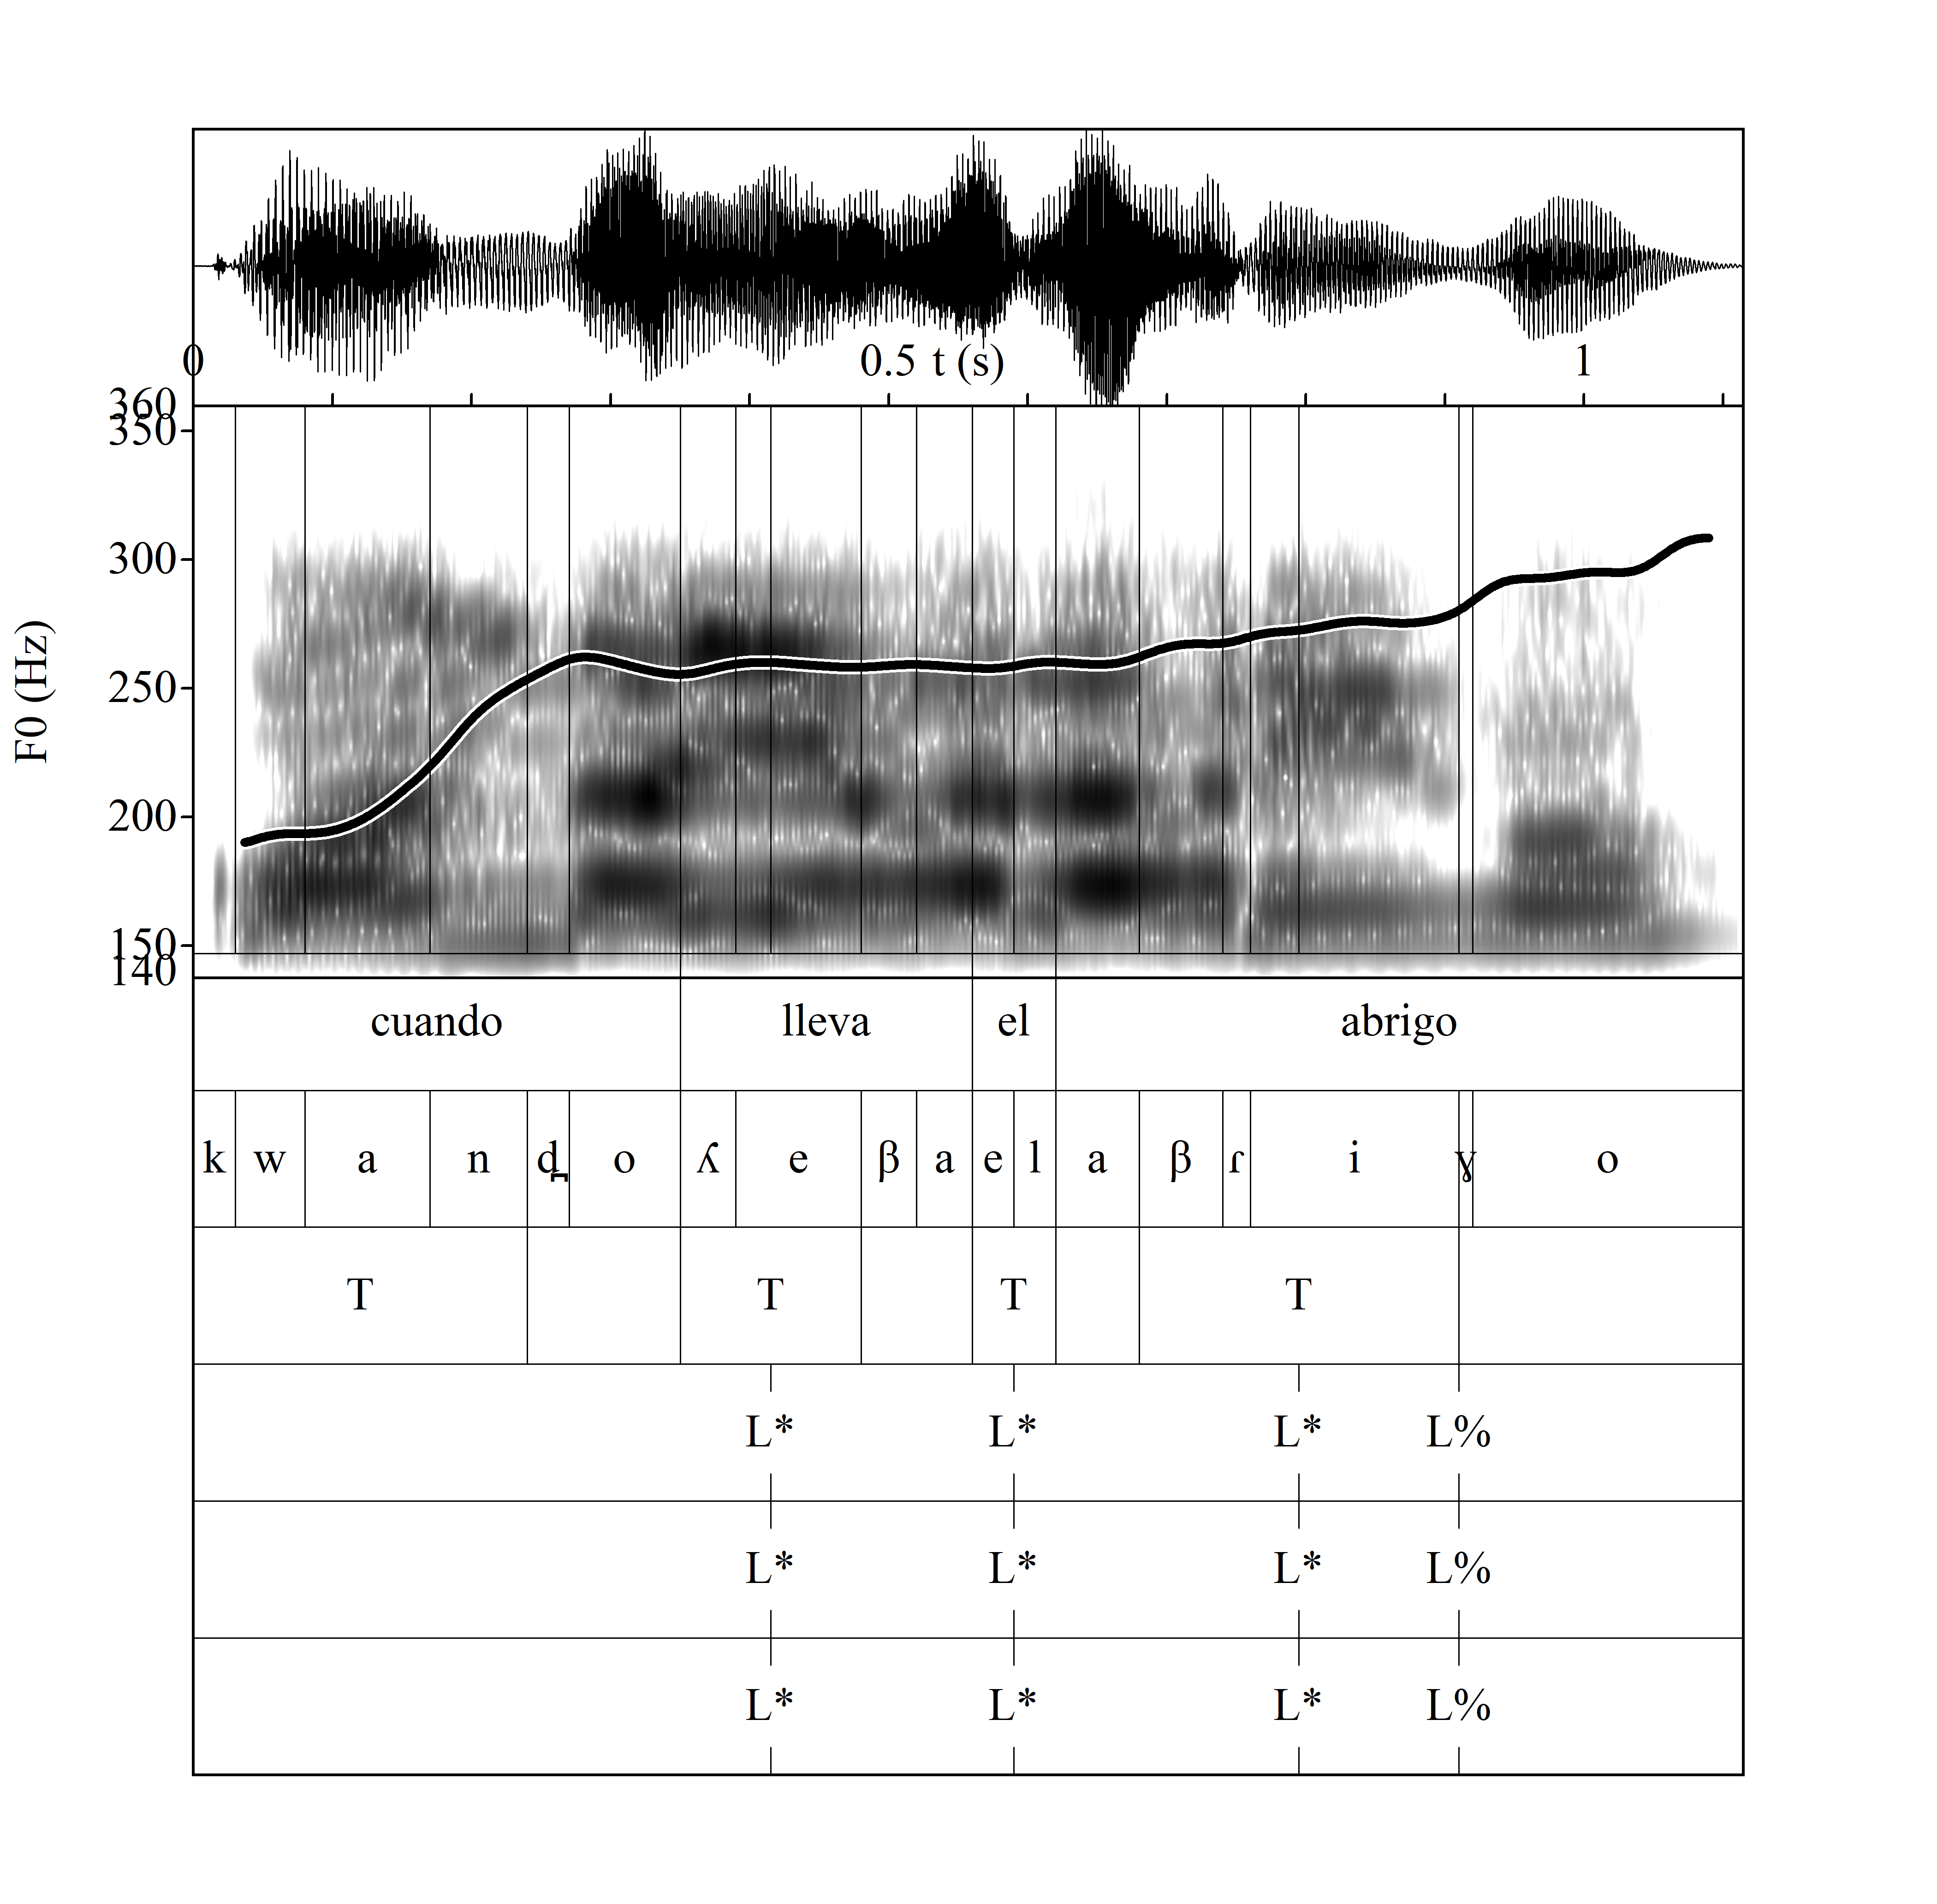 0 0.5 t (s) 1
360
350
300
250
200
150
140
F0 (Hz)
cuando lleva el abrigo
k w a n d̪ o ʎ e β a e l a β ɾ i ɣ o
T T T T
L* L* L* L%
L* L* L* L%
L* L* L* L%